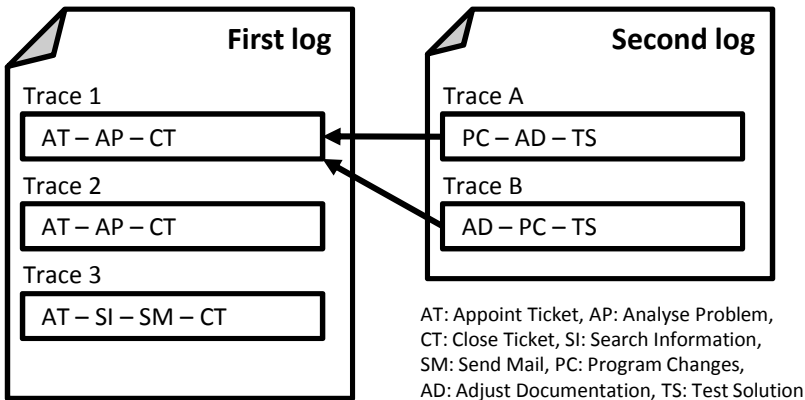 First log
Trace 1
AT – AP – CT
Trace 2
AT – AP – CT
Trace 3
AT – SI – SM – CT
Second log
Trace A
PC – AD – TS
Trace B
AD – PC – TS
AT: Appoint Ticket, AP: Analyse Problem,
CT: Close Ticket, SI: Search Information,
SM: Send Mail, PC: Program Changes,
AD: Adjust Documentation, TS: Test Solution